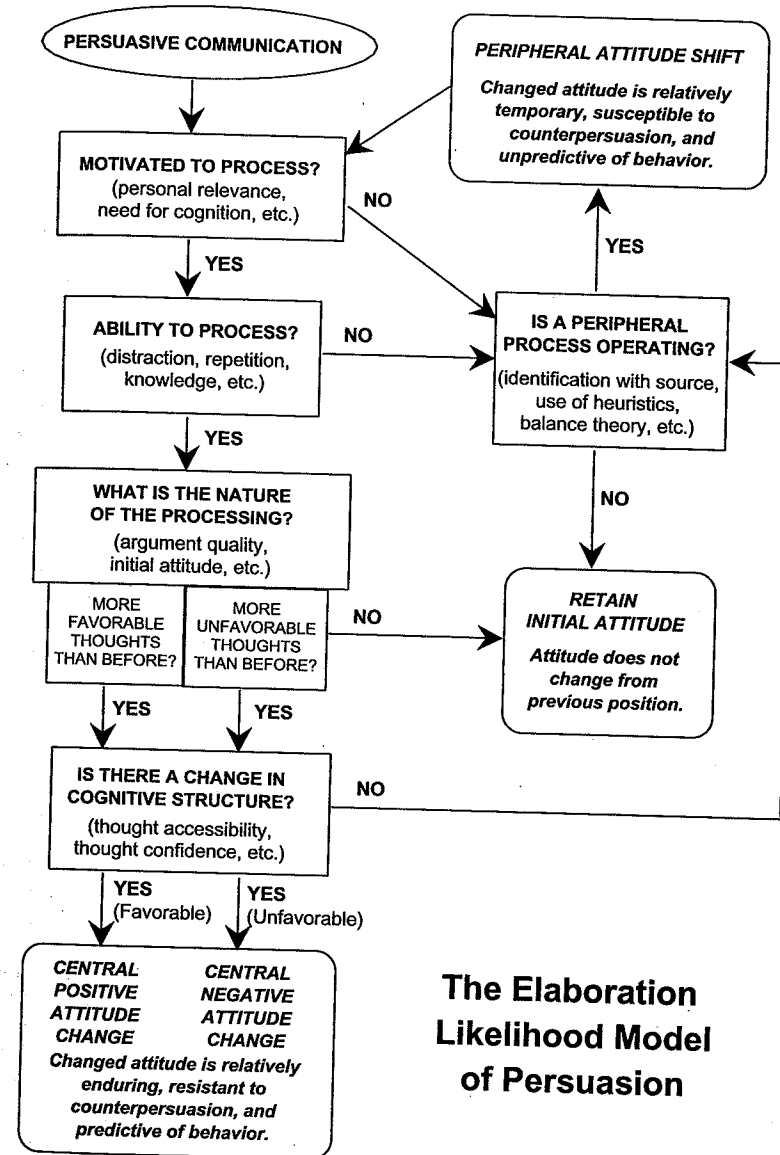 PERSUASIVE COMMUNICATION
PERIPHERAL ATTITUDE SHIFT
Changed attitude is relatively
temporary, susceptible to
counterpersuasion, and
unpredictive of behavior.
MOTIVATED TO PROCESS?
(personal relevance,
need for cognition, etc.)
NO
YES
YES
ABILITY TO PROCESS?
(distraction, repetition,
knowledge, etc.)
NO
IS A PERIPHERAL
PROCESS OPERATING?
(identification with source,
use of heuristics,
balance theory, etc.)
YES
NO
WHAT IS THE NATURE
OF THE PROCESSING?
(argument quality,
initial attitude, etc.)
MORE
FAVORABLE
THOUGHTS
THAN BEFORE?
MORE
UNFAVORABLE
THOUGHTS
THAN BEFORE?
NO
RETAIN
INITIAL ATTITUDE
Attitude does not
change from
previous position.
YES
YES
IS THERE A CHANGE IN
COGNITIVE STRUCTURE?
(thought accessibility,
thought confidence, etc.)
NO
YES
(Favorable)
YES
(Unfavorable)
CENTRAL
POSITIVE
ATTITUDE
CHANGE
CENTRAL
NEGATIVE
ATTITUDE
CHANGE
Changed attitude is relatively
enduring, resistant to
counterpersuasion, and
predictive of behavior.
The Elaboration
Likelihood Model
of Persuasion